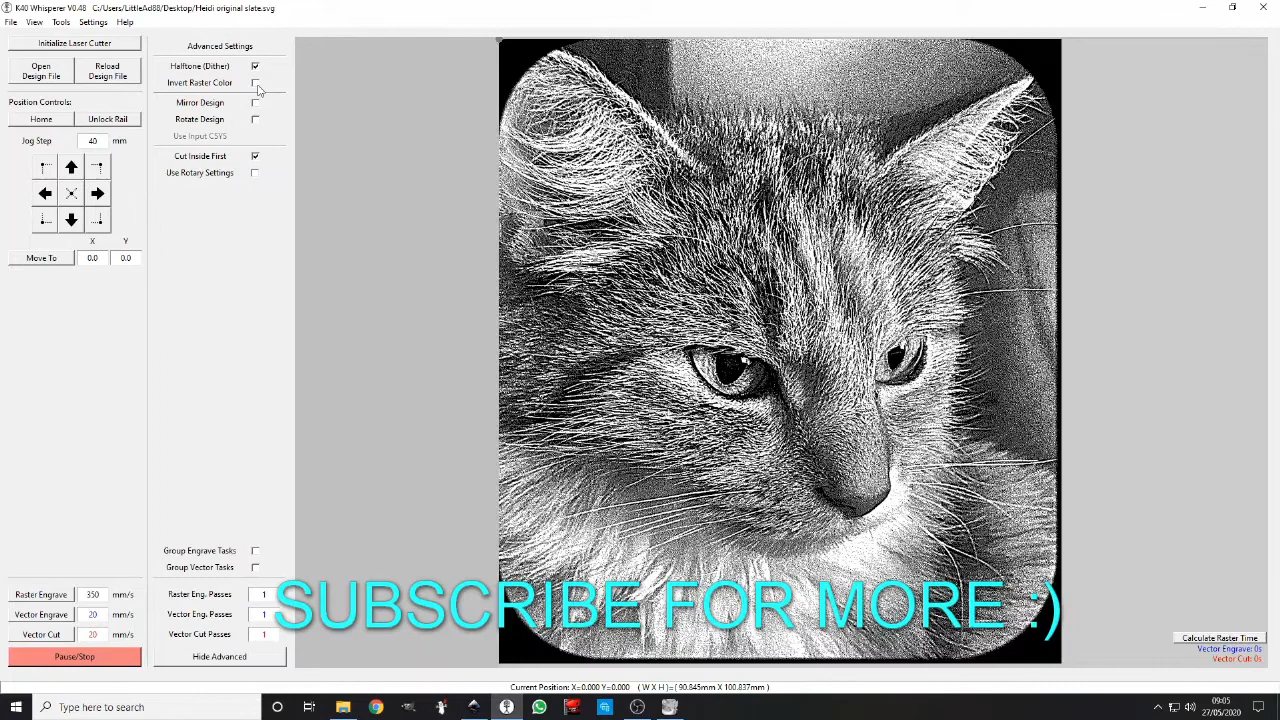 K40 Whisperer V0.48  C:/Users/LittleAd88/Desktop/Heidi original slate.svg
File View Tools Settings Help
Initialize Laser Cutter
Open Design File
Reload Design File
Position Controls:
Home Unlock Rail
Jog Step 40 mm
X Y
Move To 0.0 0.0
Raster Engrave 350 mm/s
Vector Engrave 20 mm/s
Vector Cut 20 mm/s
Pause/Stop
Advanced Settings
Halftone (Dither)
Invert Raster Color
Mirror Design
Rotate Design
Use Input CSYS
Cut Inside First
Use Rotary Settings
Group Engrave Tasks
Group Vector Tasks
Raster Eng. Passes 1
Vector Eng. Passes 1
Vector Cut Passes 1
Hide Advanced
SUBSCRIBE FOR MORE :)
Calculate Raster Time
Vector Engrave: 0s
Vector Cut: 0s
Current Position: X=0.000 Y=0.000    ( W X H )=( 90.845mm X 100.837mm )
Type here to search
09:05
27/05/2020